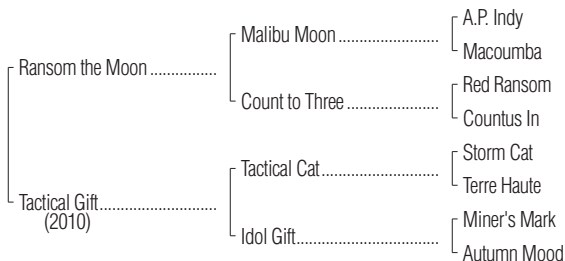 A.P. Indy
Malibu Moon
Macoumba
Ransom the Moon
Red Ransom
Count to Three
Countus In
Storm Cat
Tactical Cat
Terre Haute
Tactical Gift
(2010)
Miner's Mark
Idol Gift
Autumn Mood